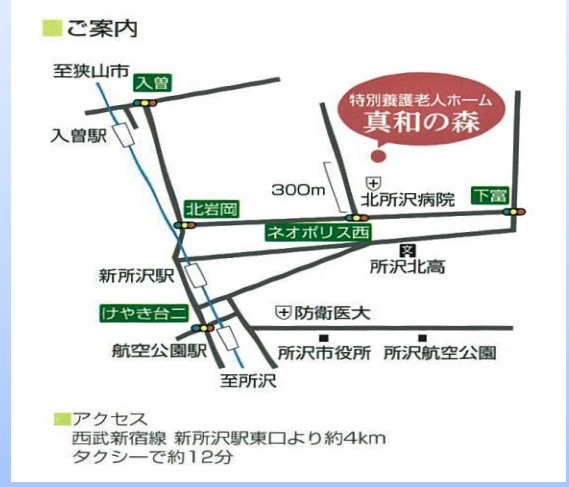 ご案内
至狭山市
入曽
入曽駅
特別養護老人ホーム
真和の森
300m
北所沢病院
下富
北岩岡
ネオポリス西
文
所沢北高
新所沢駅
けやき台二
防衛医大
航空公園駅
所沢市役所
所沢航空公園
至所沢
アクセス
西武新宿線 新所沢駅東口より約4km
タクシーで約12分